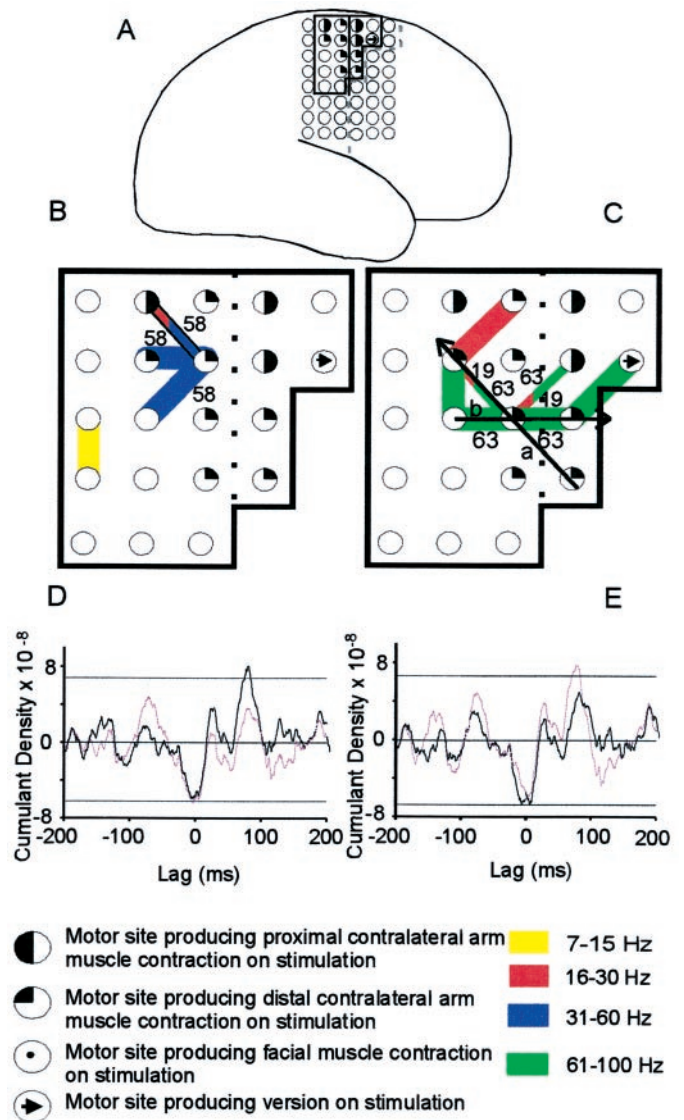 A
B
C
58
58
58
19
63
63
19
b
63
63
a
D
E
Cumulant Density x 10-8
8
0
-8
-200 -100 0 100 200
Lag (ms)
Cumulant Density x 10-8
8
0
-8
-200 -100 0 100 200
Lag (ms)
Motor site producing proximal contralateral arm
muscle contraction on stimulation
Motor site producing distal contralateral arm
muscle contraction on stimulation
Motor site producing facial muscle contraction
on stimulation
Motor site producing version on stimulation
7-15 Hz
16-30 Hz
31-60 Hz
61-100 Hz